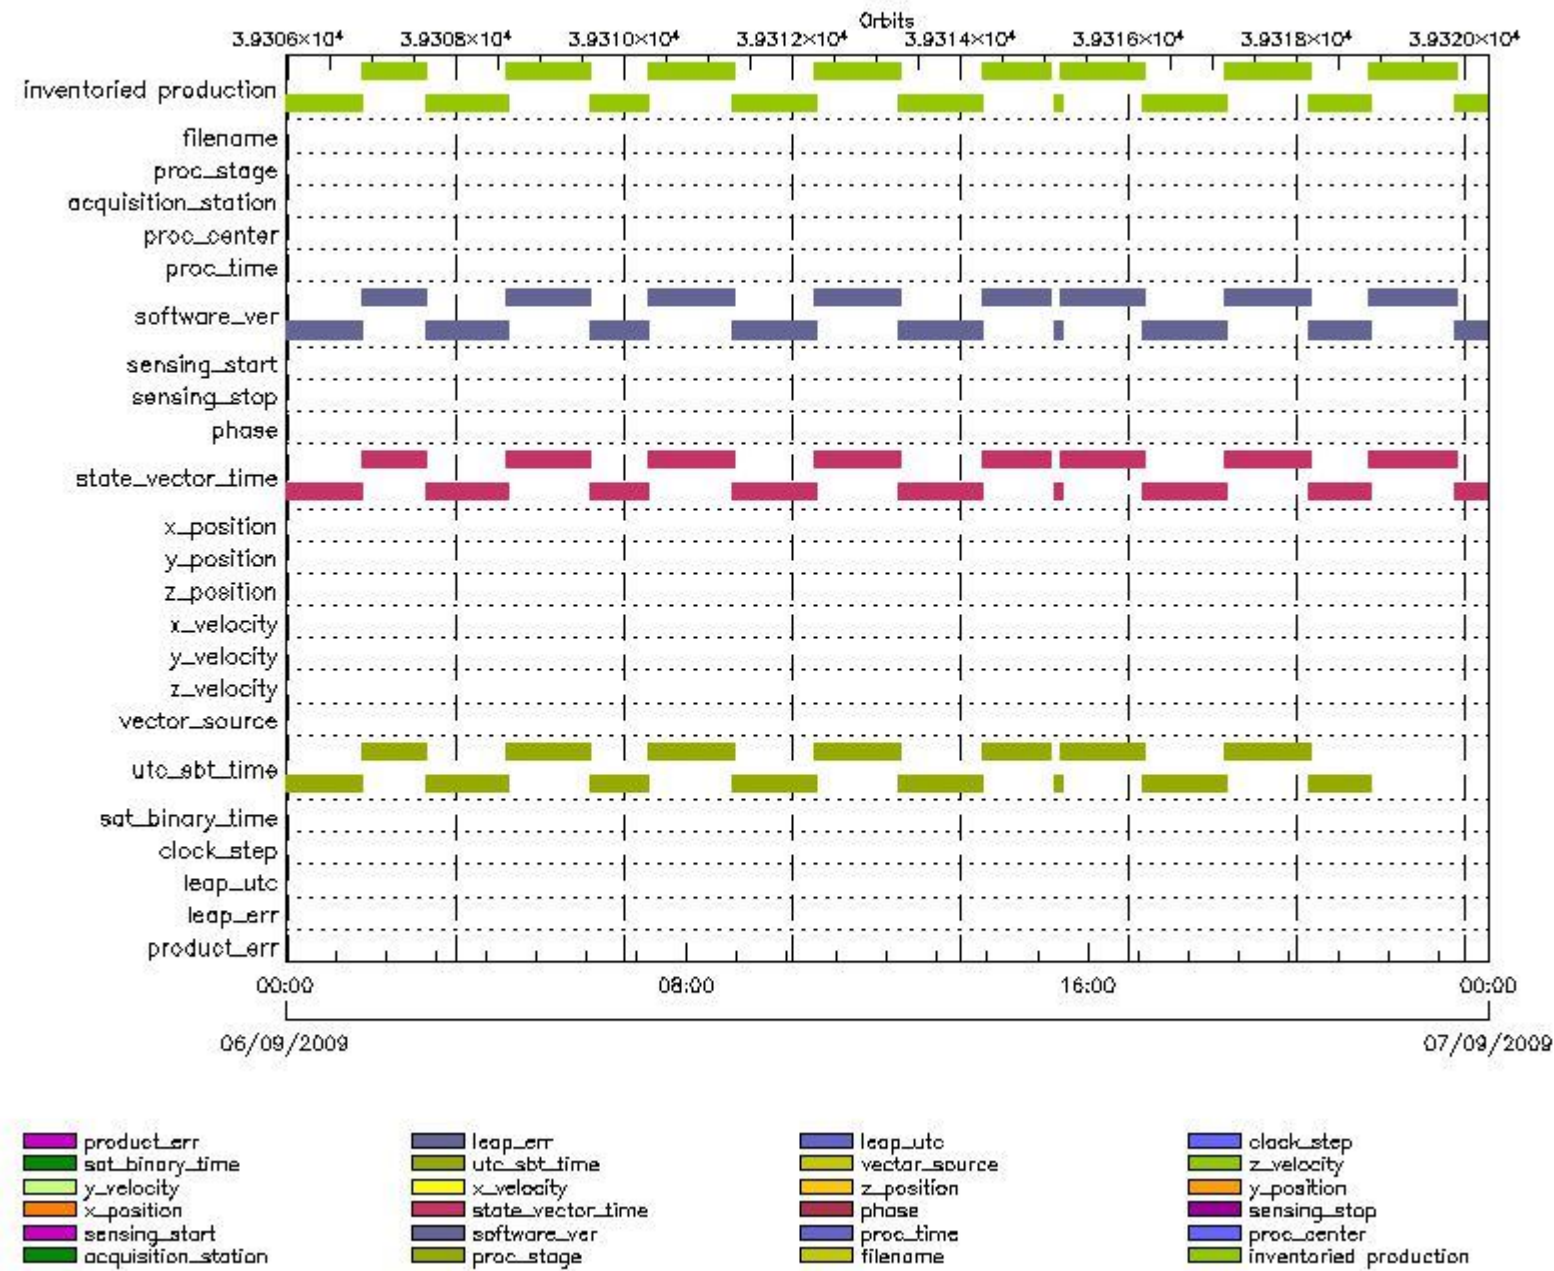 Orbits
3.9306×10⁴ 3.9308×10⁴ 3.9310×10⁴ 3.9312×10⁴ 3.9314×10⁴ 3.9316×10⁴ 3.9318×10⁴ 3.9320×10⁴
inventoried production
filename
proc_stage
acquisition_station
proc_center
proc_time
software_ver
sensing_start
sensing_stop
phase
state_vector_time
x_position
y_position
z_position
x_velocity
y_velocity
z_velocity
vector_source
utc_sbt_time
sat_binary_time
clock_step
leap_utc
leap_err
product_err
00:00 08:00 16:00 00:00
06/09/2009 07/09/2009
product_err leap_err leap_utc clock_step
sat_binary_time utc_sbt_time vector_source z_velocity
y_velocity x_velocity z_position y_position
x_position state_vector_time phase sensing_stop
sensing_start software_ver proc_time proc_center
acquisition_station proc_stage filename inventoried production